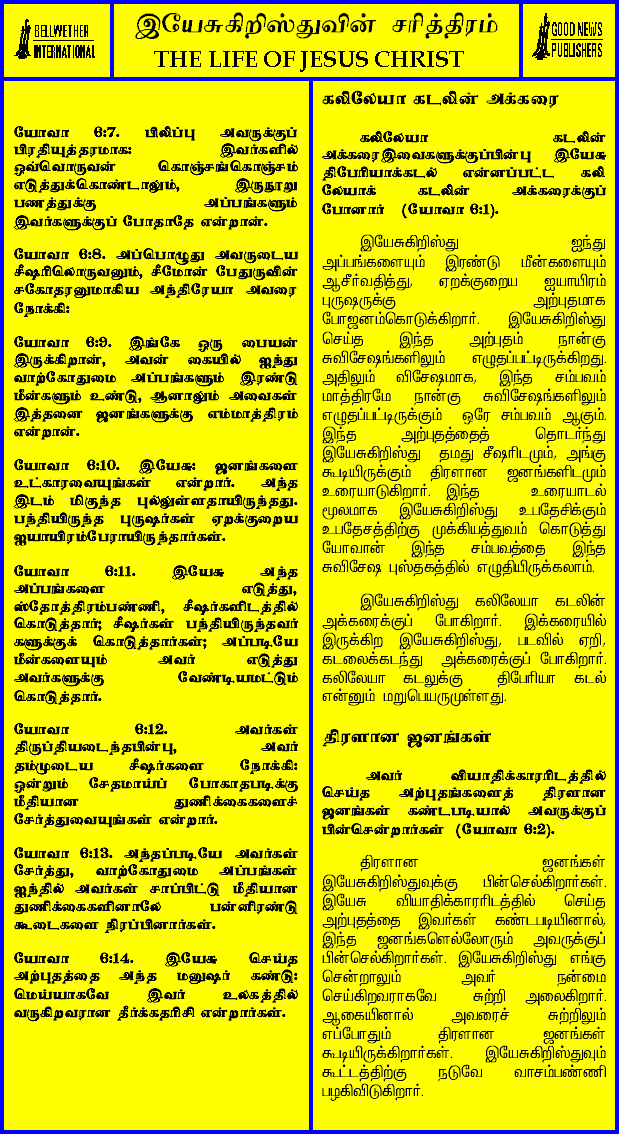 BELLWETHER
INTERNATIONAL
இயேசுகிறிஸ்துவின் சரித்திரம்
THE LIFE OF JESUS CHRIST
GOOD NEWS
PUBLISHERS
யோவா 6:7. பிலிப்பு அவருக்குப்
பிரதியுத்தரமாக: இவர்களில்
ஒவ்வொருவன் கொஞ்சங்கொஞ்சம்
எடுத்துக்கொண்டாலும், இருநூறு
பணத்துக்கு அப்பங்களும்
இவர்களுக்குப் போதாதே என்றான்.
யோவா 6:8. அப்பொழுது அவருடைய
சீஷரிலொருவனும், சீமோன் பேதுருவின்
சகோதரனுமாகிய அந்திரேயா அவரை
நோக்கி:
யோவா 6:9. இங்கே ஒரு பையன்
இருக்கிறான், அவன் கையில் ஐந்து
வாற்கோதுமை அப்பங்களும் இரண்டு
மீன்களும் உண்டு, ஆனாலும் அவைகள்
இத்தனை ஜனங்களுக்கு எம்மாத்திரம்
என்றான்.
யோவா 6:10. இயேசு: ஜனங்களை
உட்காரவையுங்கள் என்றார். அந்த
இடம் மிகுந்த புல்லுள்ளதாயிருந்தது.
பந்தியிருந்த புருஷர்கள் ஏறக்குறைய
ஐயாயிரம்பேராயிருந்தார்கள்.
யோவா 6:11. இயேசு அந்த
அப்பங்களை எடுத்து,
ஸ்தோத்திரம்பண்ணி, சீஷர்களிடத்தில்
கொடுத்தார்; சீஷர்கள் பந்தியிருந்தவர்
களுக்குக் கொடுத்தார்கள்; அப்படியே
மீன்களையும் அவர் எடுத்து
அவர்களுக்கு வேண்டியமட்டும்
கொடுத்தார்.
யோவா 6:12. அவர்கள்
திருப்தியடைந்தபின்பு, அவர்
தம்முடைய சீஷர்களை நோக்கி:
ஒன்றும் சேதமாய்ப் போகாதபடிக்கு
மீதியான துணிக்கைகளைச்
சேர்த்துவையுங்கள் என்றார்.
யோவா 6:13. அந்தப்படியே அவர்கள்
சேர்த்து, வாற்கோதுமை அப்பங்கள்
ஐந்தில் அவர்கள் சாப்பிட்டு மீதியான
துணிக்கைகளினாலே பன்னிரண்டு
கூடைகளை நிரப்பினார்கள்.
யோவா 6:14. இயேசு செய்த
அற்புதத்தை அந்த மனுஷர் கண்டு:
மெய்யாகவே இவர் உலகத்தில்
வருகிறவரான தீர்க்கதரிசி என்றார்கள்.
கலிலேயா கடலின் அக்கரை
கலிலேயா கடலின்
அக்கரைஇவைகளுக்குப்பின்பு இயேசு
திபேரியாக்கடல் என்னப்பட்ட கலி
லேயாக் கடலின் அக்கரைக்குப்
போனார் (யோவா 6:1).
இயேசுகிறிஸ்து ஐந்து
அப்பங்களையும் இரண்டு மீன்களையும்
ஆசீர்வதித்து, ஏறக்குறைய ஐயாயிரம்
புருஷருக்கு அற்புதமாக
போஜனம்கொடுக்கிறார். இயேசுகிறிஸ்து
செய்த இந்த அற்புதம் நான்கு
சுவிசேஷங்களிலும் எழுதப்பட்டிருக்கிறது.
அதிலும் விசேஷமாக, இந்த சம்பவம்
மாத்திரமே நான்கு சுவிசேஷங்களிலும்
எழுதப்பட்டிருக்கும் ஒரே சம்பவம் ஆகும்.
இந்த அற்புதத்தைத் தொடர்ந்து
இயேசுகிறிஸ்து தமது சீஷரிடமும், அங்கு
கூடியிருக்கும் திரளான ஜனங்களிடமும்
உரையாடுகிறார். இந்த உரையாடல்
மூலமாக இயேசுகிறிஸ்து உபதேசிக்கும்
உபதேசத்திற்கு முக்கியத்துவம் கொடுத்து
யோவான் இந்த சம்பவத்தை இந்த
சுவிசேஷ புஸ்தகத்தில் எழுதியிருக்கலாம்.
இயேசுகிறிஸ்து கலிலேயா கடலின்
அக்கரைக்குப் போகிறார். இக்கரையில்
இருக்கிற இயேசுகிறிஸ்து, படவில் ஏறி,
கடலைக்கடந்து அக்கரைக்குப் போகிறார்.
கலிலேயா கடலுக்கு திபேரியா கடல்
என்னும் மறுபெயருமுள்ளது.
திரளான ஜனங்கள்
அவர் வியாதிக்காரரிடத்தில்
செய்த அற்புதங்களைத் திரளான
ஜனங்கள் கண்டபடியால் அவருக்குப்
பின்சென்றார்கள் (யோவா 6:2).
திரளான ஜனங்கள்
இயேசுகிறிஸ்துவுக்கு பின்செல்கிறார்கள்.
இயேசு வியாதிக்காரரிடத்தில் செய்த
அற்புதத்தை இவர்கள் கண்டபடியினால்,
இந்த ஜனங்களெல்லோரும் அவருக்குப்
பின்செல்கிறார்கள். இயேசுகிறிஸ்து எங்கு
சென்றாலும் அவர் நன்மை
செய்கிறவராகவே சுற்றி அலைகிறார்.
ஆகையினால் அவரைச் சுற்றிலும்
எப்போதும் திரளான ஜனங்கள்
கூடியிருக்கிறார்கள். இயேசுகிறிஸ்துவும்
கூட்டத்திற்கு நடுவே வாசம்பண்ணி
பழகிவிடுகிறார்.